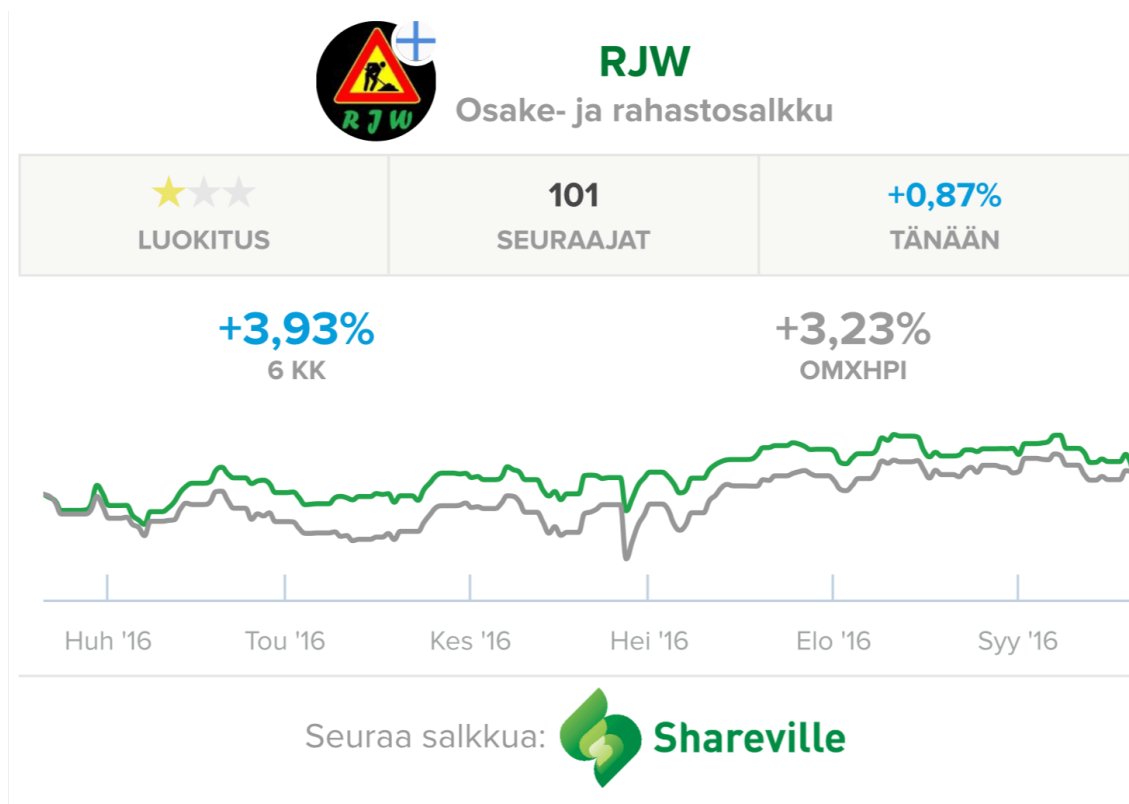 RJW
RJW
Osake- ja rahastosalkku
101
+0,87%
LUOKITUS
SEURAAJAT
TÄNÄÄN
+3,93%
+3,23%
6 KK
OMXHPI
Huh '16
Tou '16
Kes '16
Hei '16
Elo '16
Syy '16
Seuraa salkkua:
Shareville